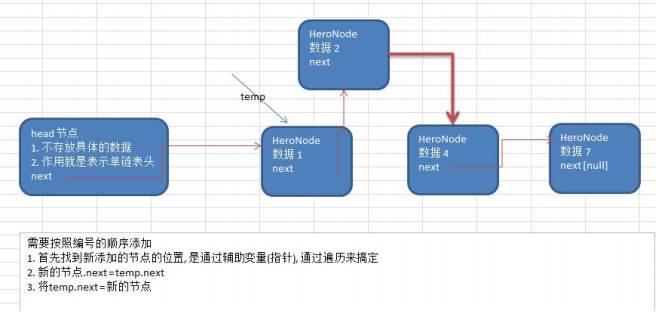 HeroNode
数据 2
next
temp
head 节点
1. 不存放具体的数据
2. 作用就是表示单链表头
next
HeroNode
数据 1
next
HeroNode
数据 4
next
HeroNode
数据 7
next [null]
需要按照编号的顺序添加
1. 首先找到新添加的节点的位置, 是通过辅助变量(指针), 通过遍历来搞定
2. 新的节点.next = temp.next
3. 将temp.next = 新的节点